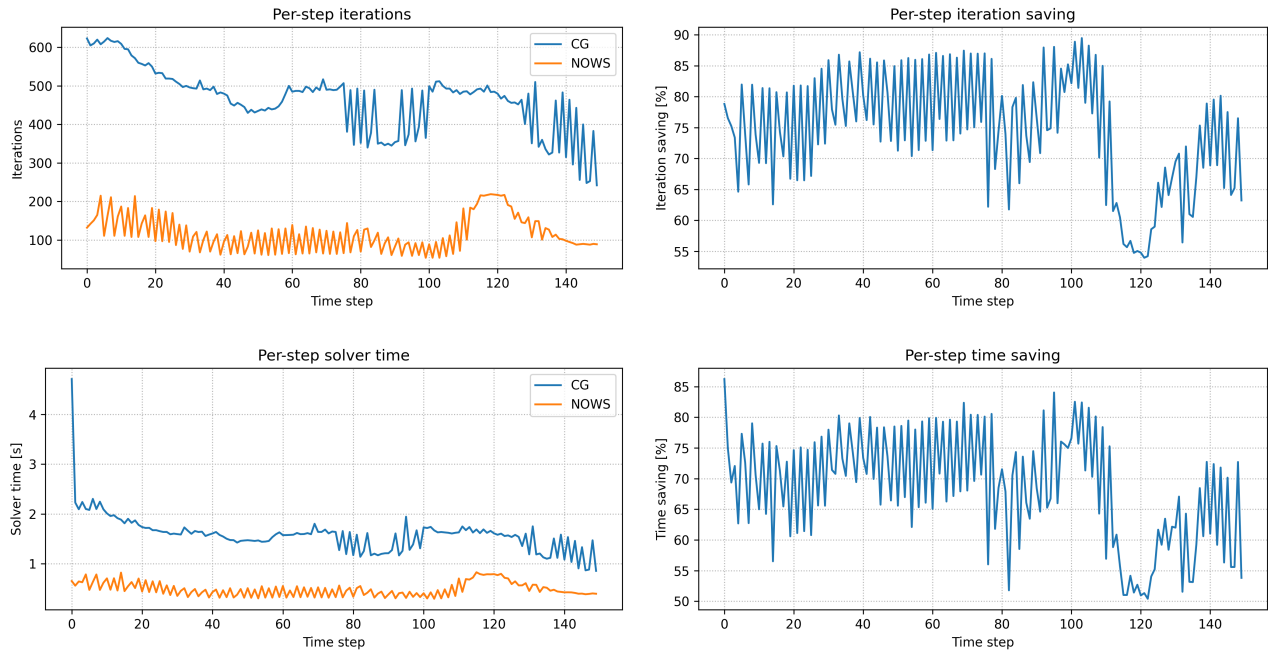 Per-step iterations
Iterations
600
500
400
300
200
100
0 20 40 60 80 100 120 140
Time step
CG
NOWS
Per-step iteration saving
Iteration saving [%]
90
85
80
75
70
65
60
55
0 20 40 60 80 100 120 140
Time step
Per-step solver time
Solver time [s]
4
3
2
1
0 20 40 60 80 100 120 140
Time step
CG
NOWS
Per-step time saving
Time saving [%]
85
80
75
70
65
60
55
50
0 20 40 60 80 100 120 140
Time step